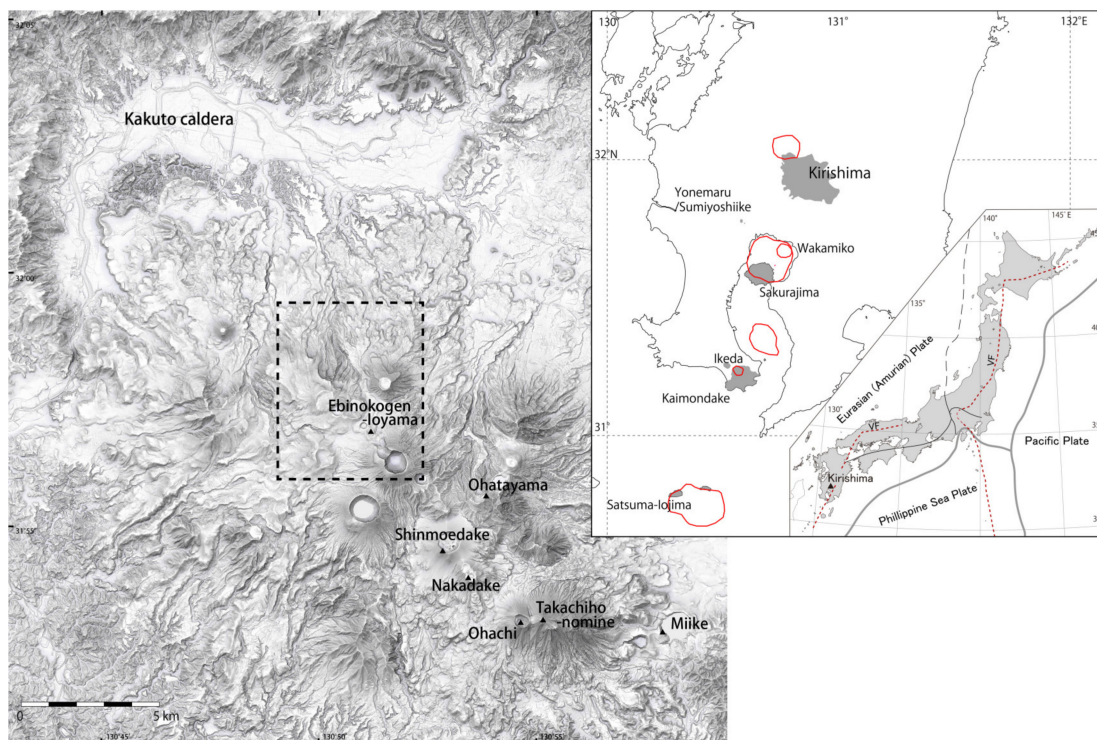 32°05'
Kakuto caldera
32°00'
Ebinokogen
-Ioyama
Ohatayama
31°55'
Shinmoedake
Nakadake
Takachiho
-nomine
Ohachi
Miike
0
5 km
130°45'
130°50'
130°55'
130°
131°
132°E
32°N
Kirishima
Yonemaru
/Sumiyoshiike
Wakamiko
Sakurajima
Ikeda
Kaimondake
31°
Satsuma-Iojima
140°
145°E
135°
130°
Eurasian (Amurian) Plate
VF
VF
Pacific Plate
Kirishima
Phillippine Sea Plate